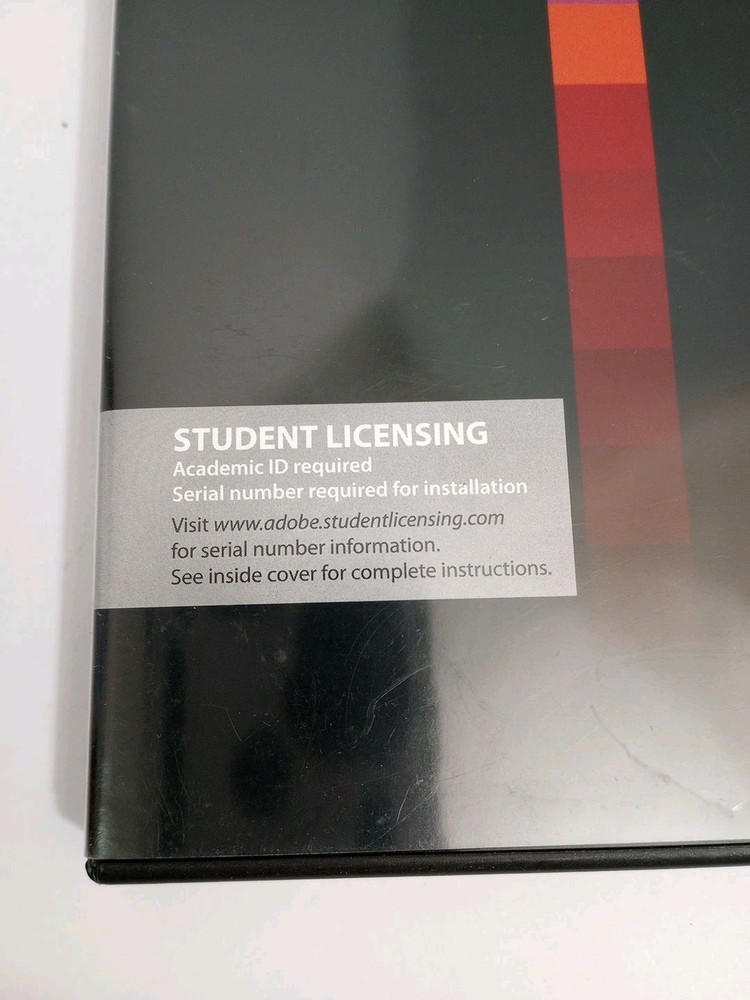 STUDENT LICENSING
Academic ID required
Serial number required for installation
Visit www.adobe.studentlicensing.com
for serial number information.
See inside cover for complete instructions.